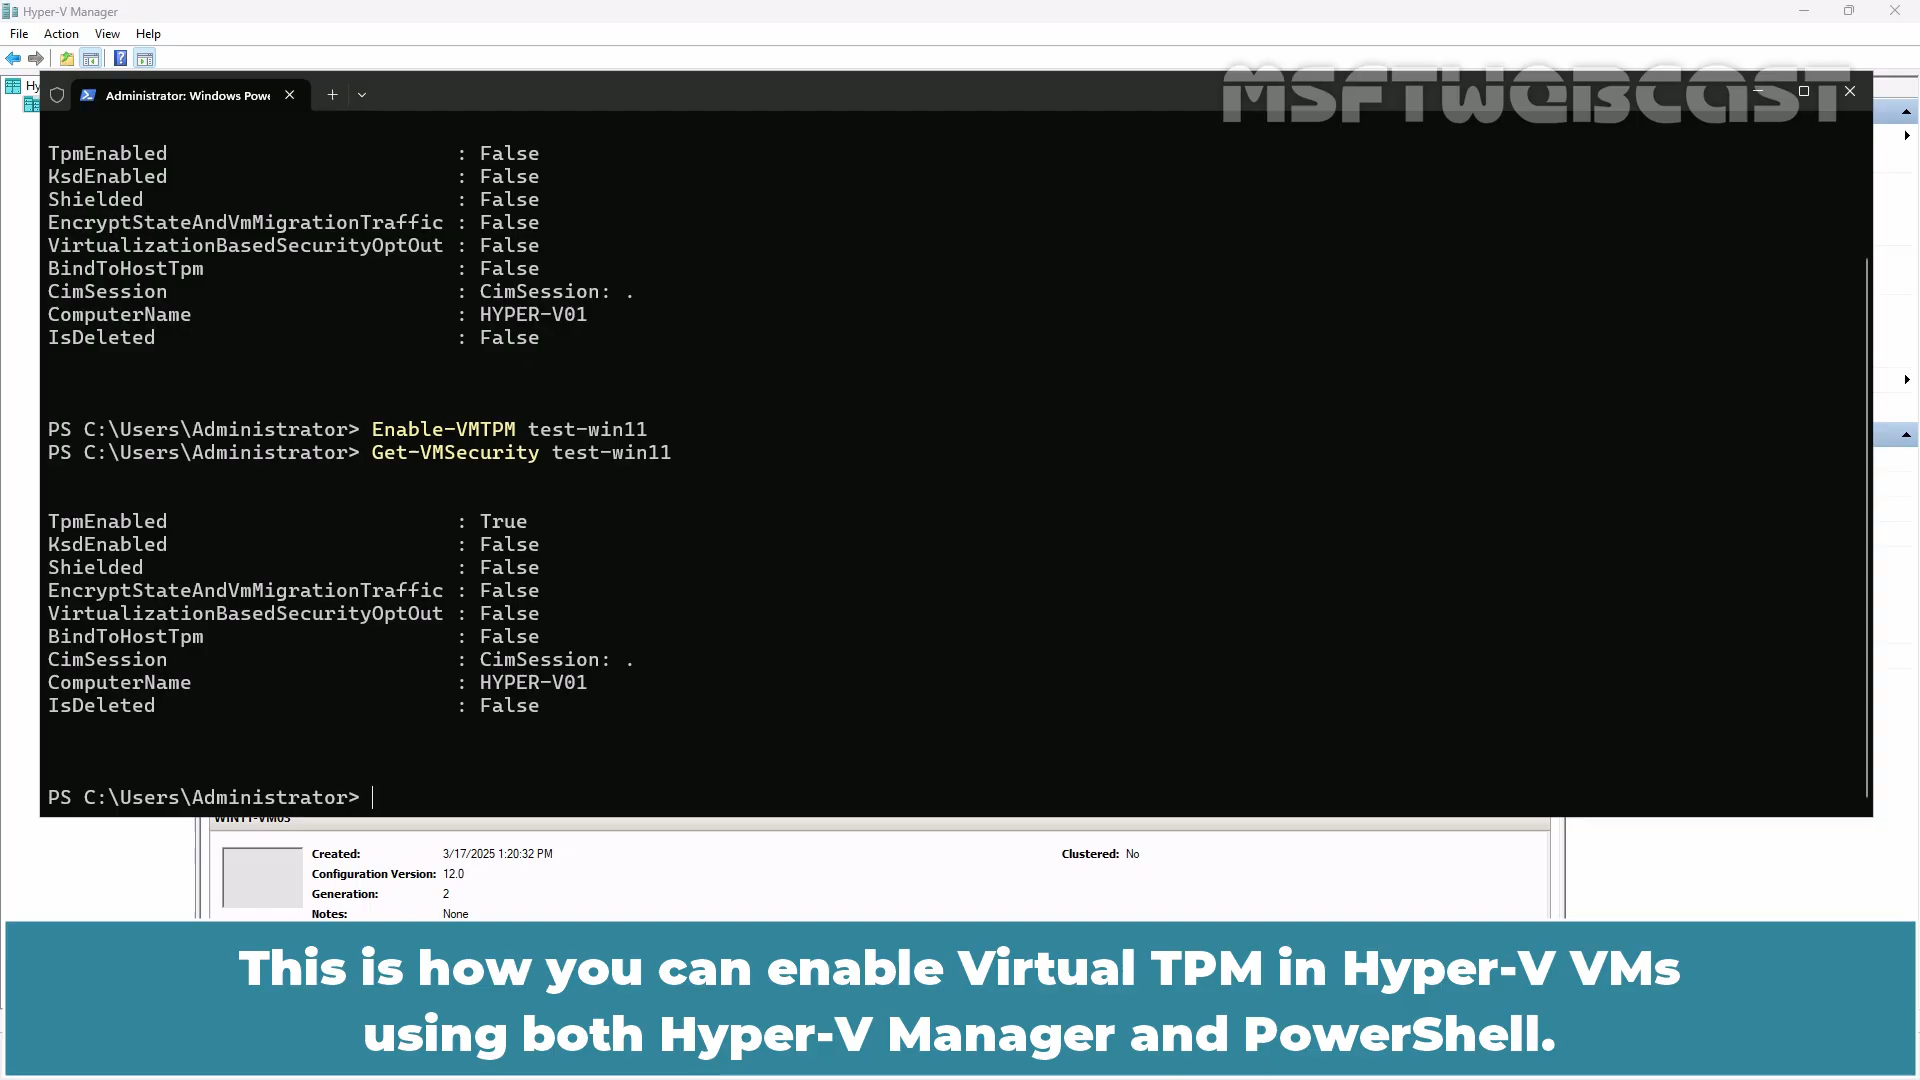 Hyper-V Manager
File Action View Help
Hy
Administrator: Windows Powe
MSFTWEBCAST
TpmEnabled : False
KsdEnabled : False
Shielded : False
EncryptStateAndVmMigrationTraffic : False
VirtualizationBasedSecurityOptOut : False
BindToHostTpm : False
CimSession : CimSession: .
ComputerName : HYPER-V01
IsDeleted : False
PS C:\Users\Administrator> Enable-VMTPM test-win11
PS C:\Users\Administrator> Get-VMSecurity test-win11
TpmEnabled : True
KsdEnabled : False
Shielded : False
EncryptStateAndVmMigrationTraffic : False
VirtualizationBasedSecurityOptOut : False
BindToHostTpm : False
CimSession : CimSession: .
ComputerName : HYPER-V01
IsDeleted : False
PS C:\Users\Administrator>
WIN11-VM03
Created: 3/17/2025 1:20:32 PM Clustered: No
Configuration Version: 12.0
Generation: 2
Notes: None
This is how you can enable Virtual TPM in Hyper-V VMs
using both Hyper-V Manager and PowerShell.